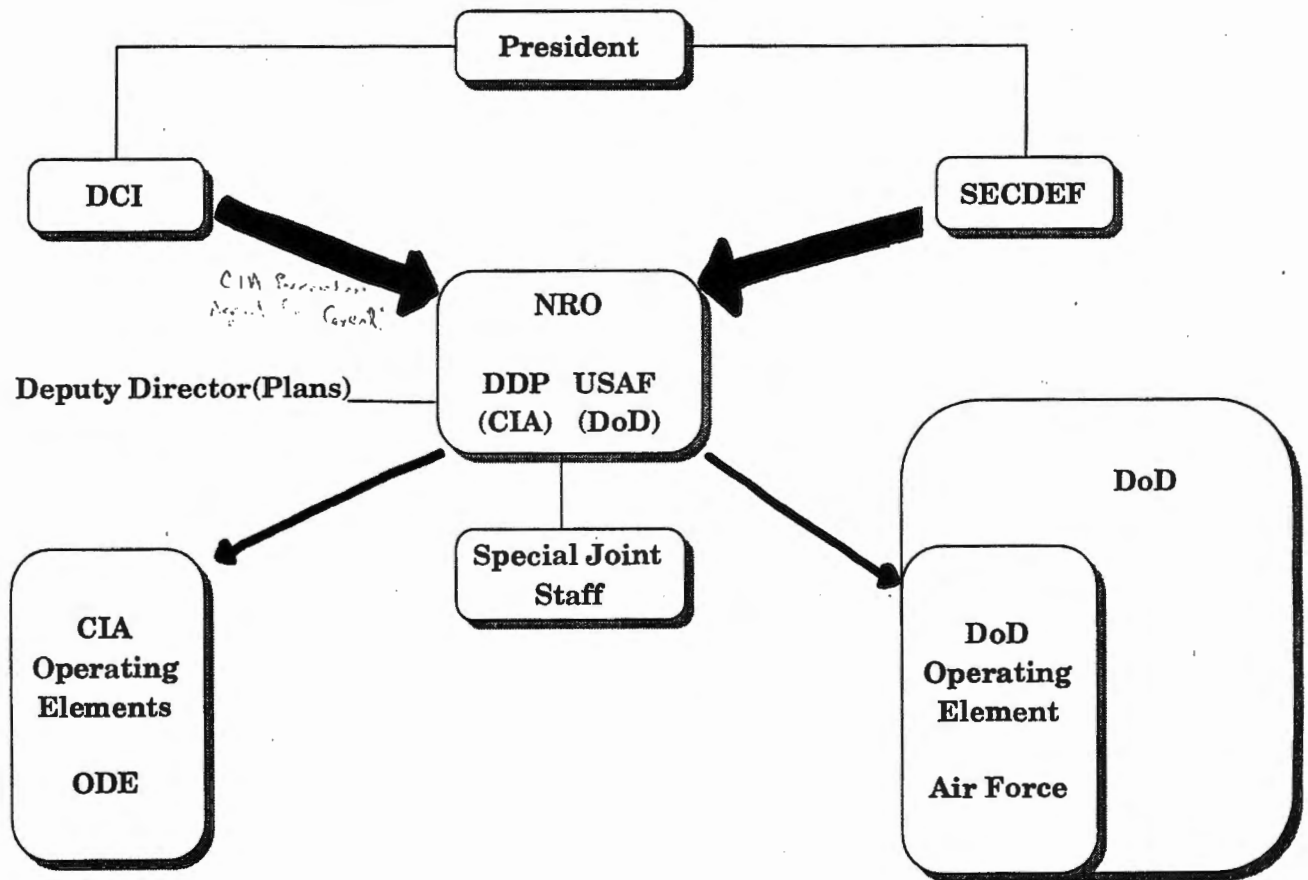 President
DCI
SECDEF
CIA
NRO
DDP USAF
(CIA) (DoD)
Deputy Director(Plans)
Special Joint
Staff
CIA
Operating
Elements
ODE
DoD
DoD
Operating
Element
Air Force